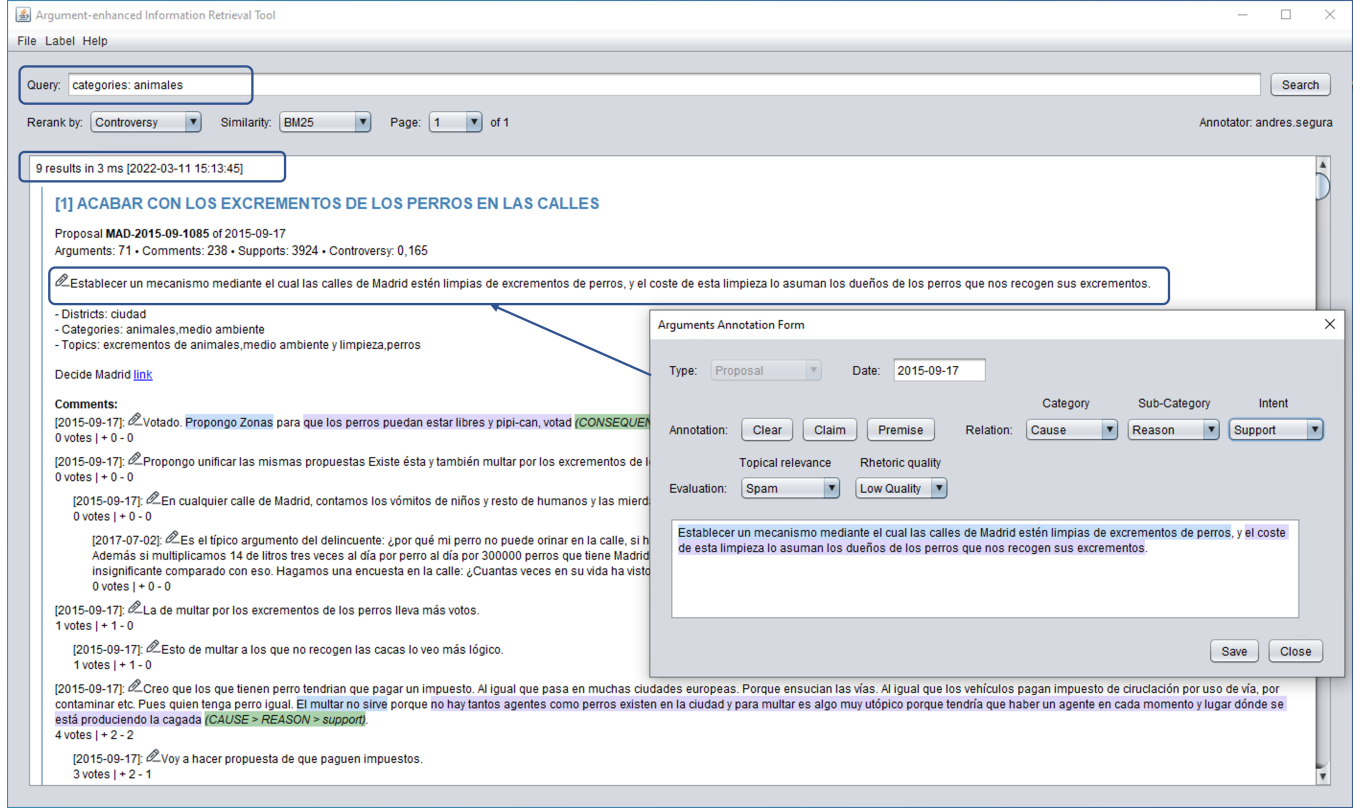 Argument-enhanced Information Retrieval Tool
File Label Help
Query: categories: animales Search
Rerank by: Controversy Similarity: BM25 Page: 1 of 1 Annotator: andres.segura
9 results in 3 ms [2022-03-11 15:13:45]
[1] ACABAR CON LOS EXCREMENTOS DE LOS PERROS EN LAS CALLES
Proposal MAD-2015-09-1085 of 2015-09-17
Arguments: 71 • Comments: 238 • Supports: 3924 • Controversy: 0,165
Establecer un mecanismo mediante el cual las calles de Madrid estén limpias de excrementos de perros, y el coste de esta limpieza lo asuman los dueños de los perros que nos recogen sus excrementos.
- Districts: ciudad
- Categories: animales,medio ambiente
- Topics: excrementos de animales,medio ambiente y limpieza,perros
Decide Madrid link
Comments:
[2015-09-17]: Votado. Propongo Zonas para que los perros puedan estar libres y pipi-can, votad (CONSEQUEN
0 votes | + 0 - 0
[2015-09-17]: Propongo unificar las mismas propuestas Existe ésta y también multar por los excrementos de l
0 votes | + 0 - 0
[2015-09-17]: En cualquier calle de Madrid, contamos los vómitos de niños y resto de humanos y las mierd
0 votes | + 0 - 0
[2017-07-02]: Es el típico argumento del delincuente: ¿por qué mi perro no puede orinar en la calle, si h
Además si multiplicamos 14 de litros tres veces al día por perro al día por 300000 perros que tiene Madrid
insignificante comparado con eso. Hagamos una encuesta en la calle: ¿Cuantas veces en su vida ha visto
0 votes | + 0 - 0
[2015-09-17]: La de multar por los excrementos de los perros lleva más votos.
1 votes | + 1 - 0
[2015-09-17]: Esto de multar a los que no recogen las cacas lo veo más lógico.
1 votes | + 1 - 0
[2015-09-17]: Creo que los que tienen perro tendrian que pagar un impuesto. Al igual que pasa en muchas ciudades europeas. Porque ensucian las vías. Al igual que los vehículos pagan impuesto de ciruclación por uso de vía, por
contaminar etc. Pues quien tenga perro igual. El multar no sirve porque no hay tantos agentes como perros existen en la ciudad y para multar es algo muy utópico porque tendría que haber un agente en cada momento y lugar dónde se
está produciendo la cagada (CAUSE > REASON > support).
4 votes | + 2 - 2
[2015-09-17]: Voy a hacer propuesta de que paguen impuestos.
3 votes | + 2 - 1
Arguments Annotation Form
Type: Proposal Date: 2015-09-17
Category Sub-Category Intent
Annotation: Clear Claim Premise Relation: Cause Reason Support
Topical relevance Rhetoric quality
Evaluation: Spam Low Quality
Establecer un mecanismo mediante el cual las calles de Madrid estén limpias de excrementos de perros, y el coste
de esta limpieza lo asuman los dueños de los perros que nos recogen sus excrementos.
Save Close